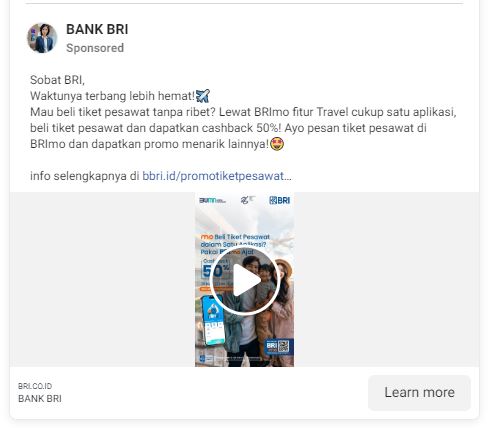 BANK BRI
Sponsored
Sobat BRI,
Waktunya terbang lebih hemat!✈️
Mau beli tiket pesawat tanpa ribet? Lewat BRImo fitur Travel cukup satu aplikasi,
beli tiket pesawat dan dapatkan cashback 50%! Ayo pesan tiket pesawat di
BRImo dan dapatkan promo menarik lainnya!🤩
info selengkapnya di bbri.id/promotiketpesawat...
BUMN
BRI
mo Beli Tiket Pesawat
dalam Satu Aplikasi?
Pakai
Aja!
50%
BRI
BRI.CO.ID
BANK BRI
Learn more